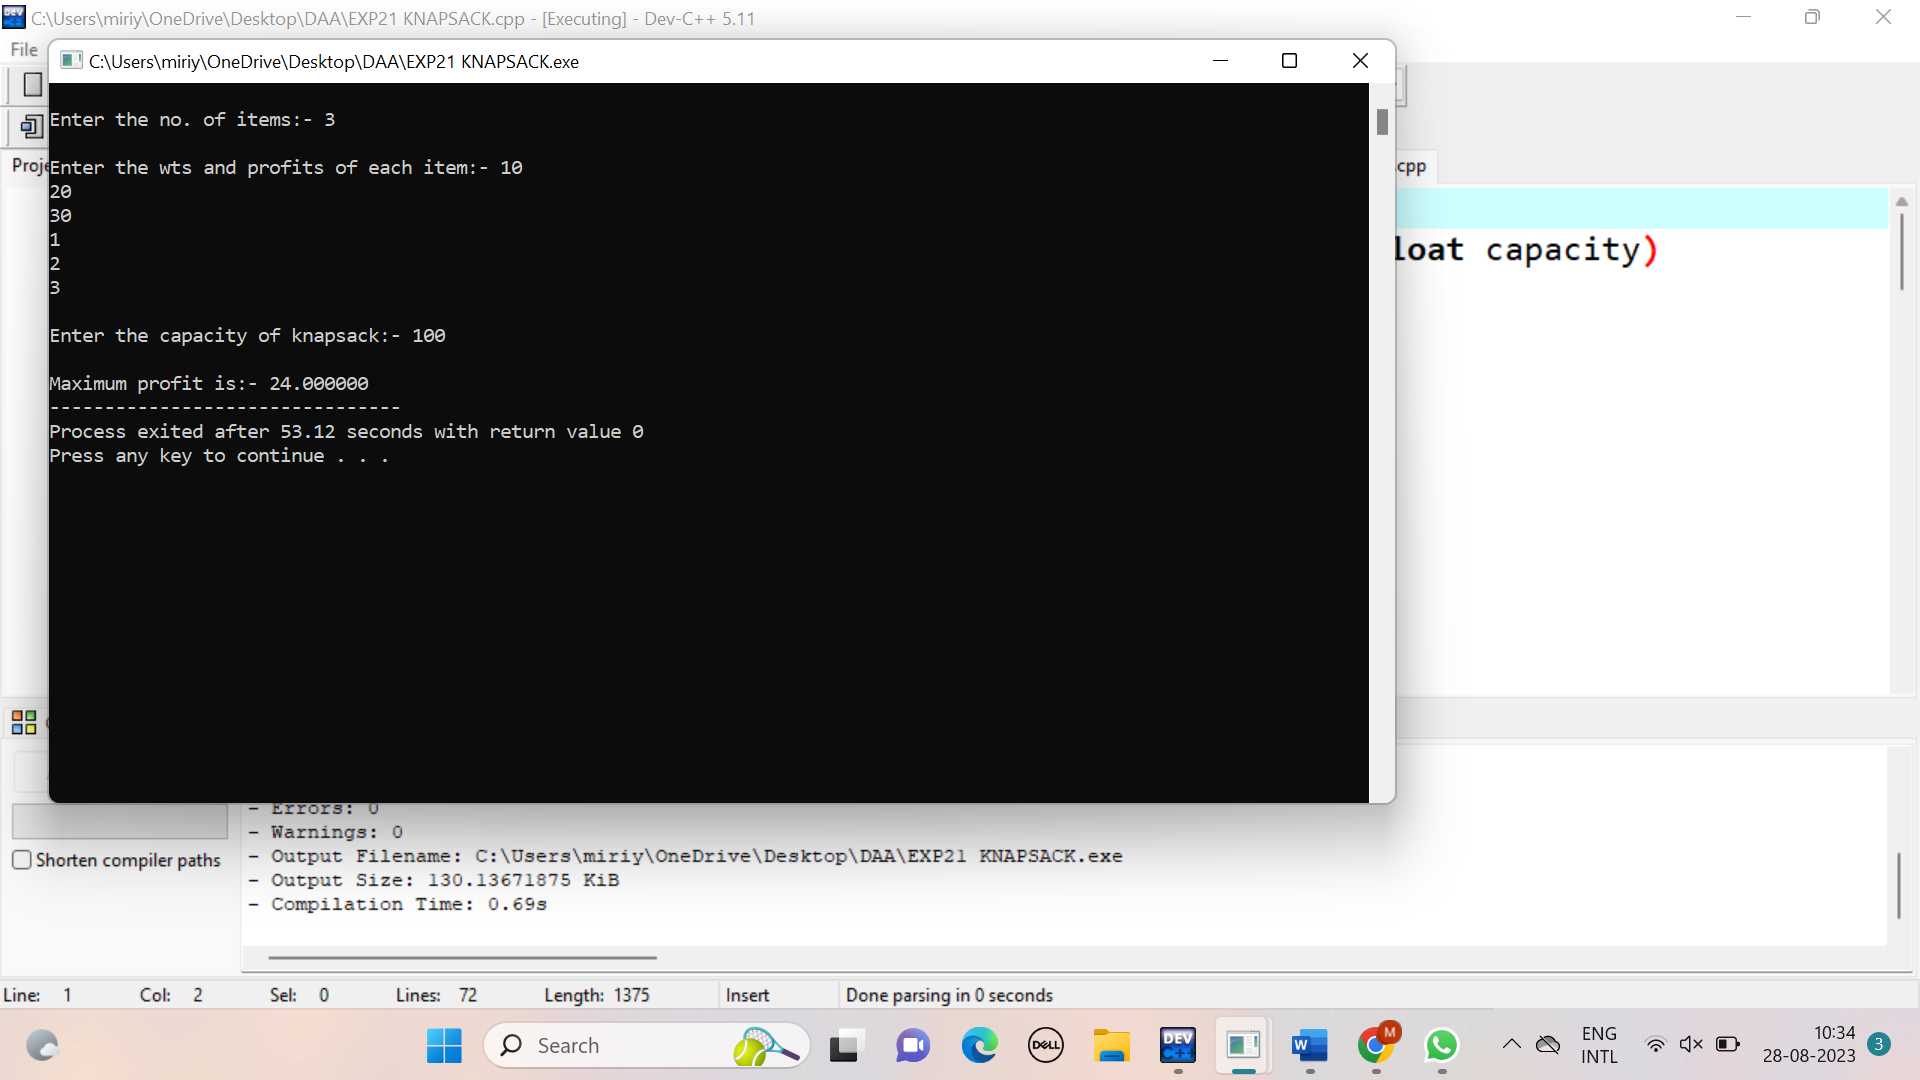 C:\Users\miriy\OneDrive\Desktop\DAA\EXP21 KNAPSACK.cpp - [Executing] - Dev-C++ 5.11
File
C:\Users\miriy\OneDrive\Desktop\DAA\EXP21 KNAPSACK.exe
Enter the no. of items:- 3
Enter the wts and profits of each item:- 10
20
30
1
2
3
Enter the capacity of knapsack:- 100
Maximum profit is:- 24.000000
--------------------------------
Process exited after 53.12 seconds with return value 0
Press any key to continue . . .
Proje
cpp
loat capacity)
- Errors: 0
- Warnings: 0
- Output Filename: C:\Users\miriy\OneDrive\Desktop\DAA\EXP21 KNAPSACK.exe
- Output Size: 130.13671875 KiB
- Compilation Time: 0.69s
Shorten compiler paths
Line: 1 Col: 2 Sel: 0 Lines: 72 Length: 1375 Insert Done parsing in 0 seconds
Search
DELL
DEV
C++
W
M
ENG
INTL
10:34
28-08-2023
3